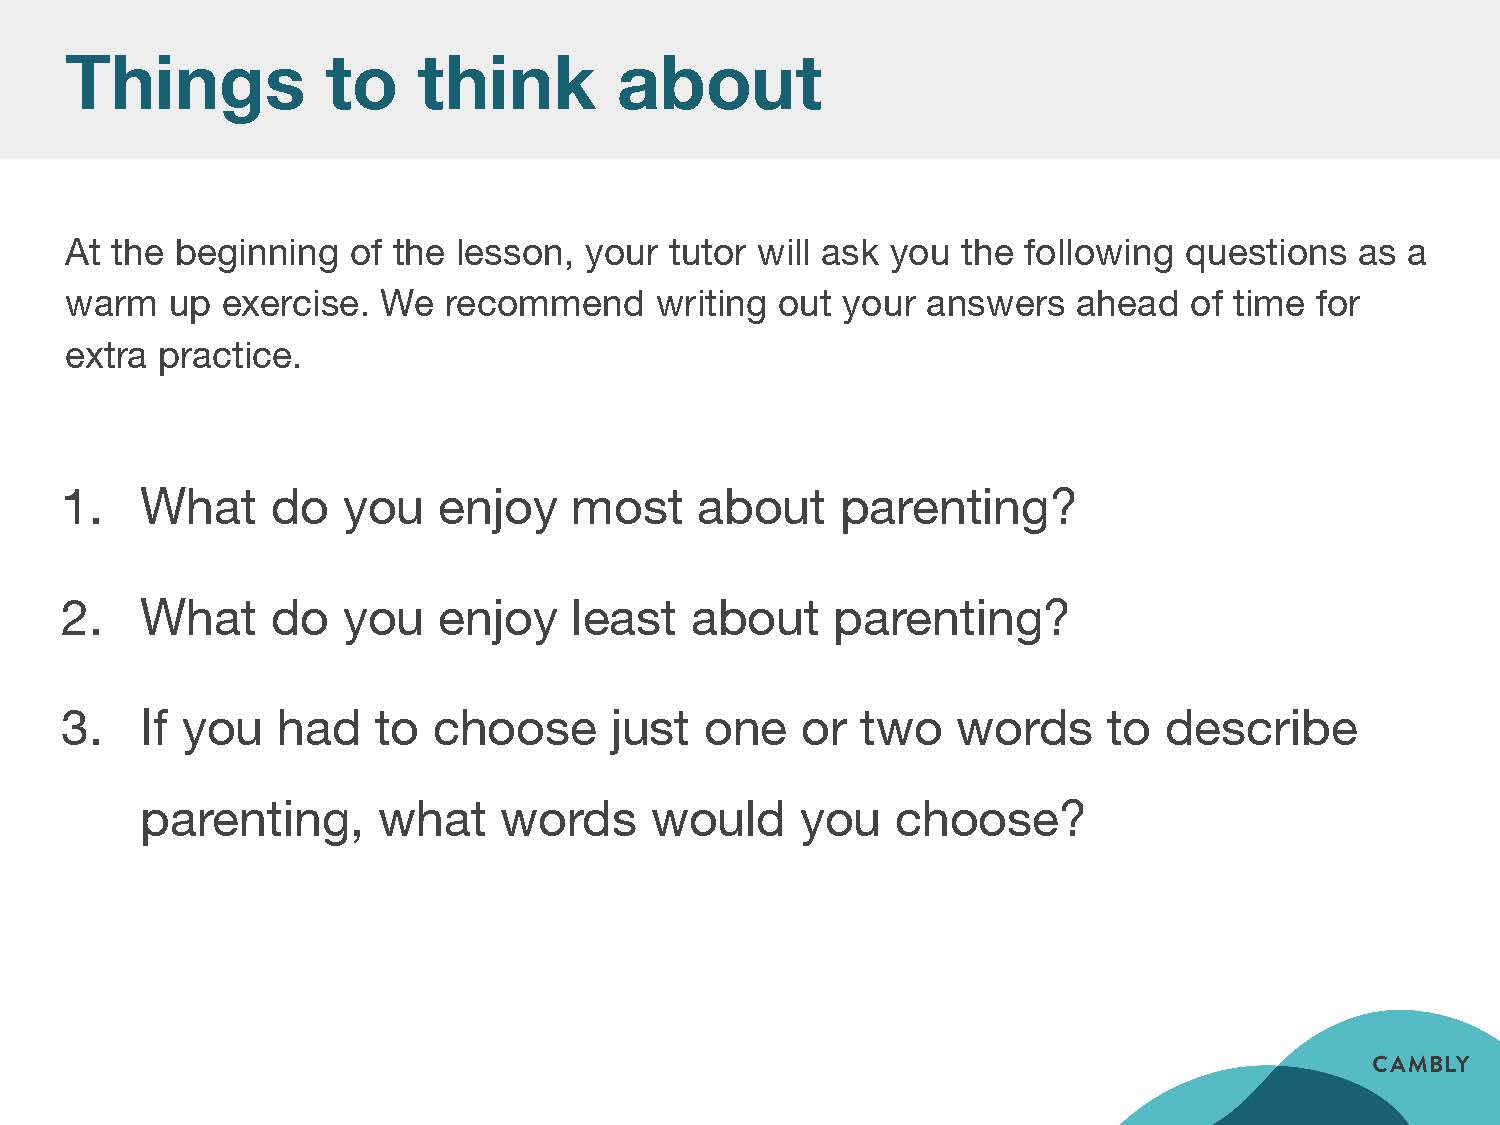 Things to think about
At the beginning of the lesson, your tutor will ask you the following questions as a
warm up exercise. We recommend writing out your answers ahead of time for
extra practice.
1. What do you enjoy most about parenting?
2. What do you enjoy least about parenting?
3. If you had to choose just one or two words to describe
parenting, what words would you choose?
CAMBLY